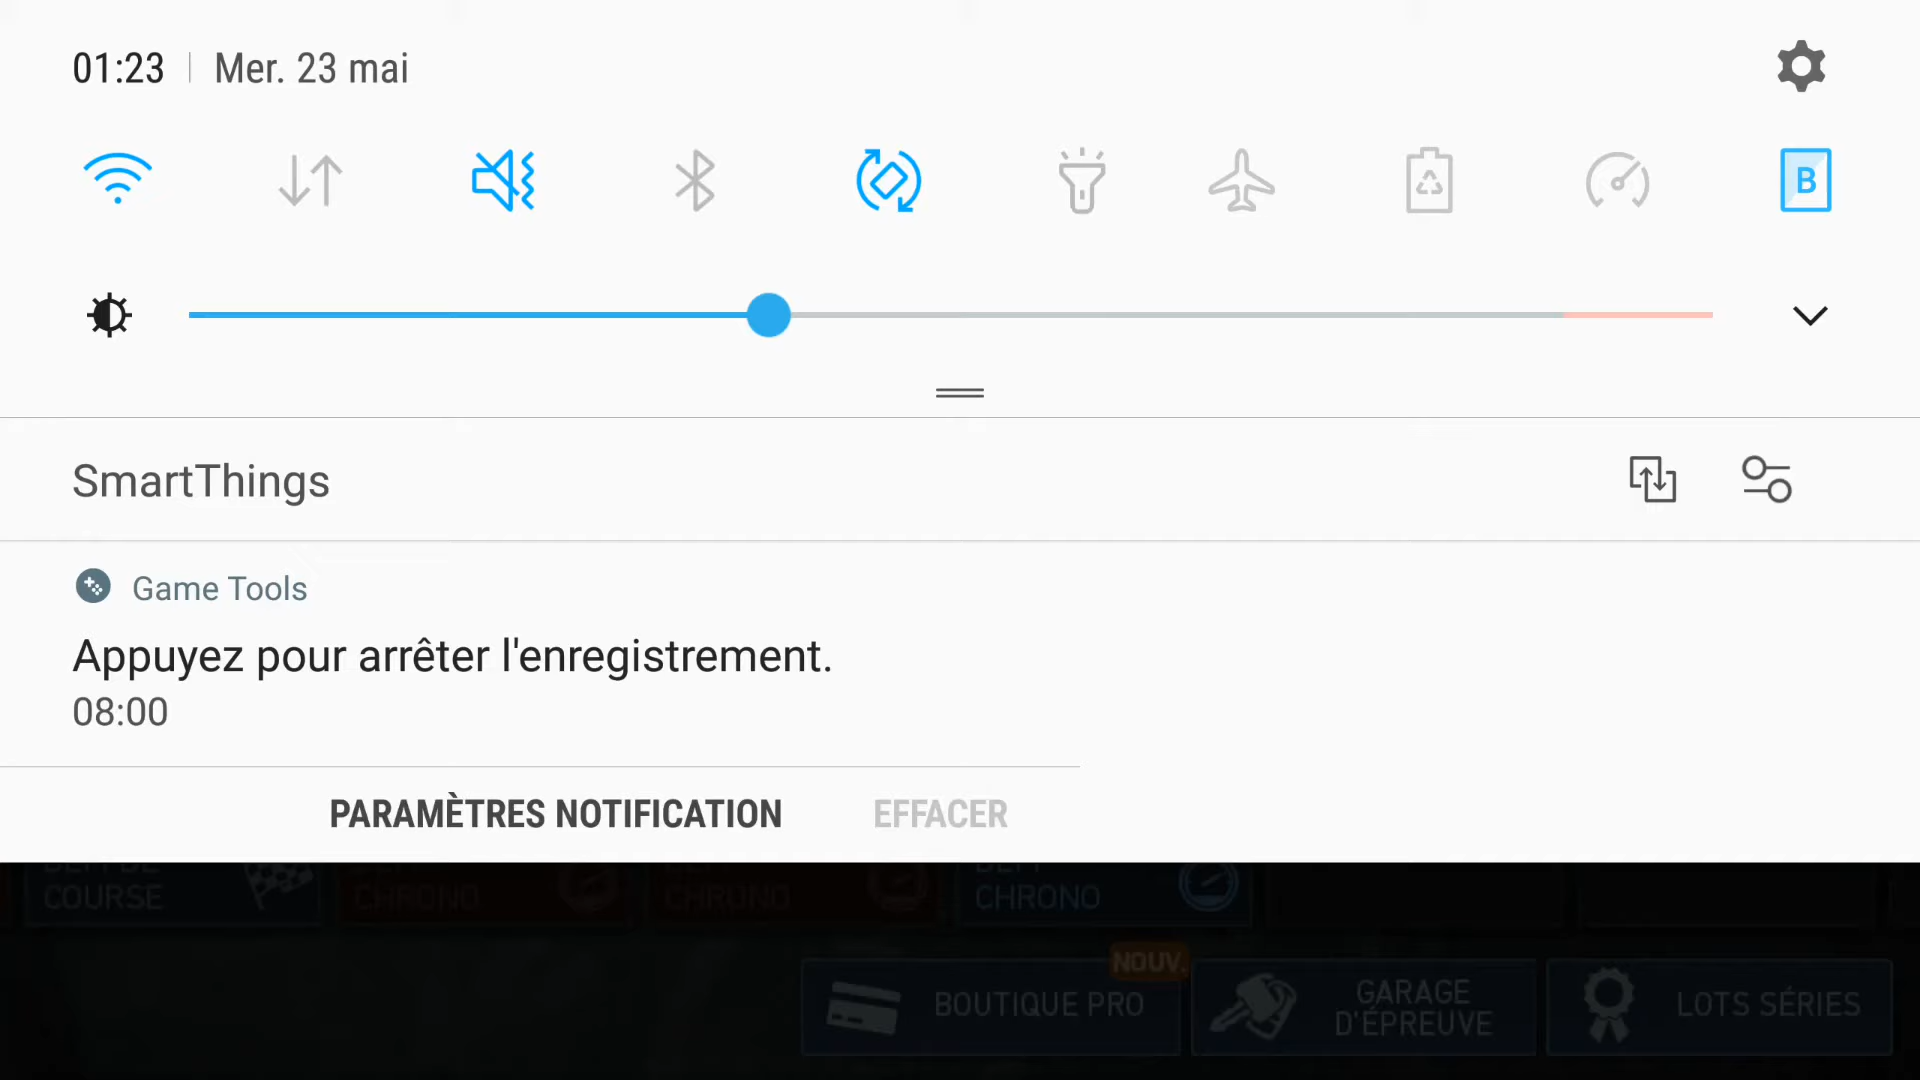 01:23 | Mer. 23 mai
B
SmartThings
Game Tools
Appuyez pour arrêter l'enregistrement.
08:00
PARAMÈTRES NOTIFICATION EFFACER
COURSE CHRONO CHRONO CHRONO
NOUV.
BOUTIQUE PRO
GARAGE
D'ÉPREUVE
LOTS SÉRIES